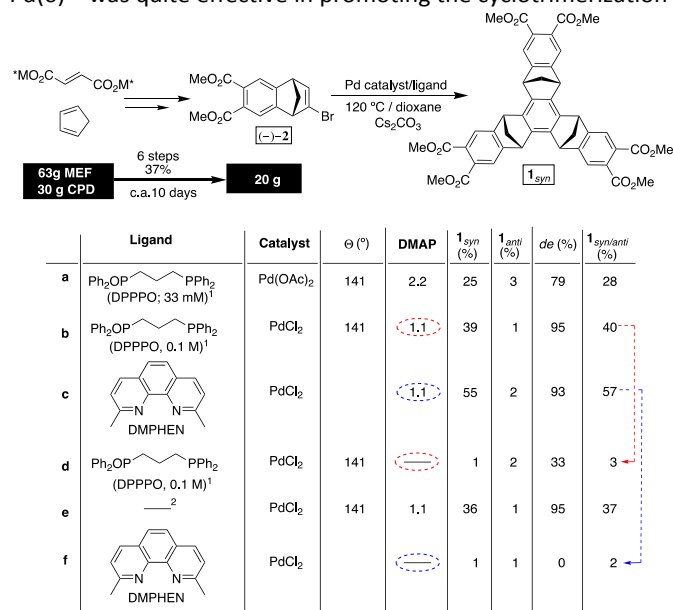 Pd(0) was quite effective in promoting the cyclotrimerization
*MO₂C
CO₂M*
MeO₂C
MeO₂C
Br
(−)-2
Pd catalyst/ligand
120 ºC / dioxane
Cs₂CO₃
MeO₂C
CO₂Me
MeO₂C
MeO₂C
CO₂Me
CO₂Me
1syn
63g MEF
30 g CPD
6 steps
37%
c.a.10 days
20 g
Ligand Catalyst Θ (º) DMAP 1syn (%) 1anti (%) de (%) 1syn/anti (%)
a Ph₂OP PPh₂ Pd(OAc)₂ 141 2.2 25 3 79 28
(DPPPO; 33 mM)¹
b Ph₂OP PPh₂ PdCl₂ 141 1.1 39 1 95 40
(DPPPO, 0.1 M)¹
c N N PdCl₂ 1.1 55 2 93 57
DMPHEN
d Ph₂OP PPh₂ PdCl₂ 141 — 1 2 33 3
(DPPPO, 0.1 M)¹
e —² PdCl₂ 141 1.1 36 1 95 37
f N N PdCl₂ — 1 1 0 2
DMPHEN